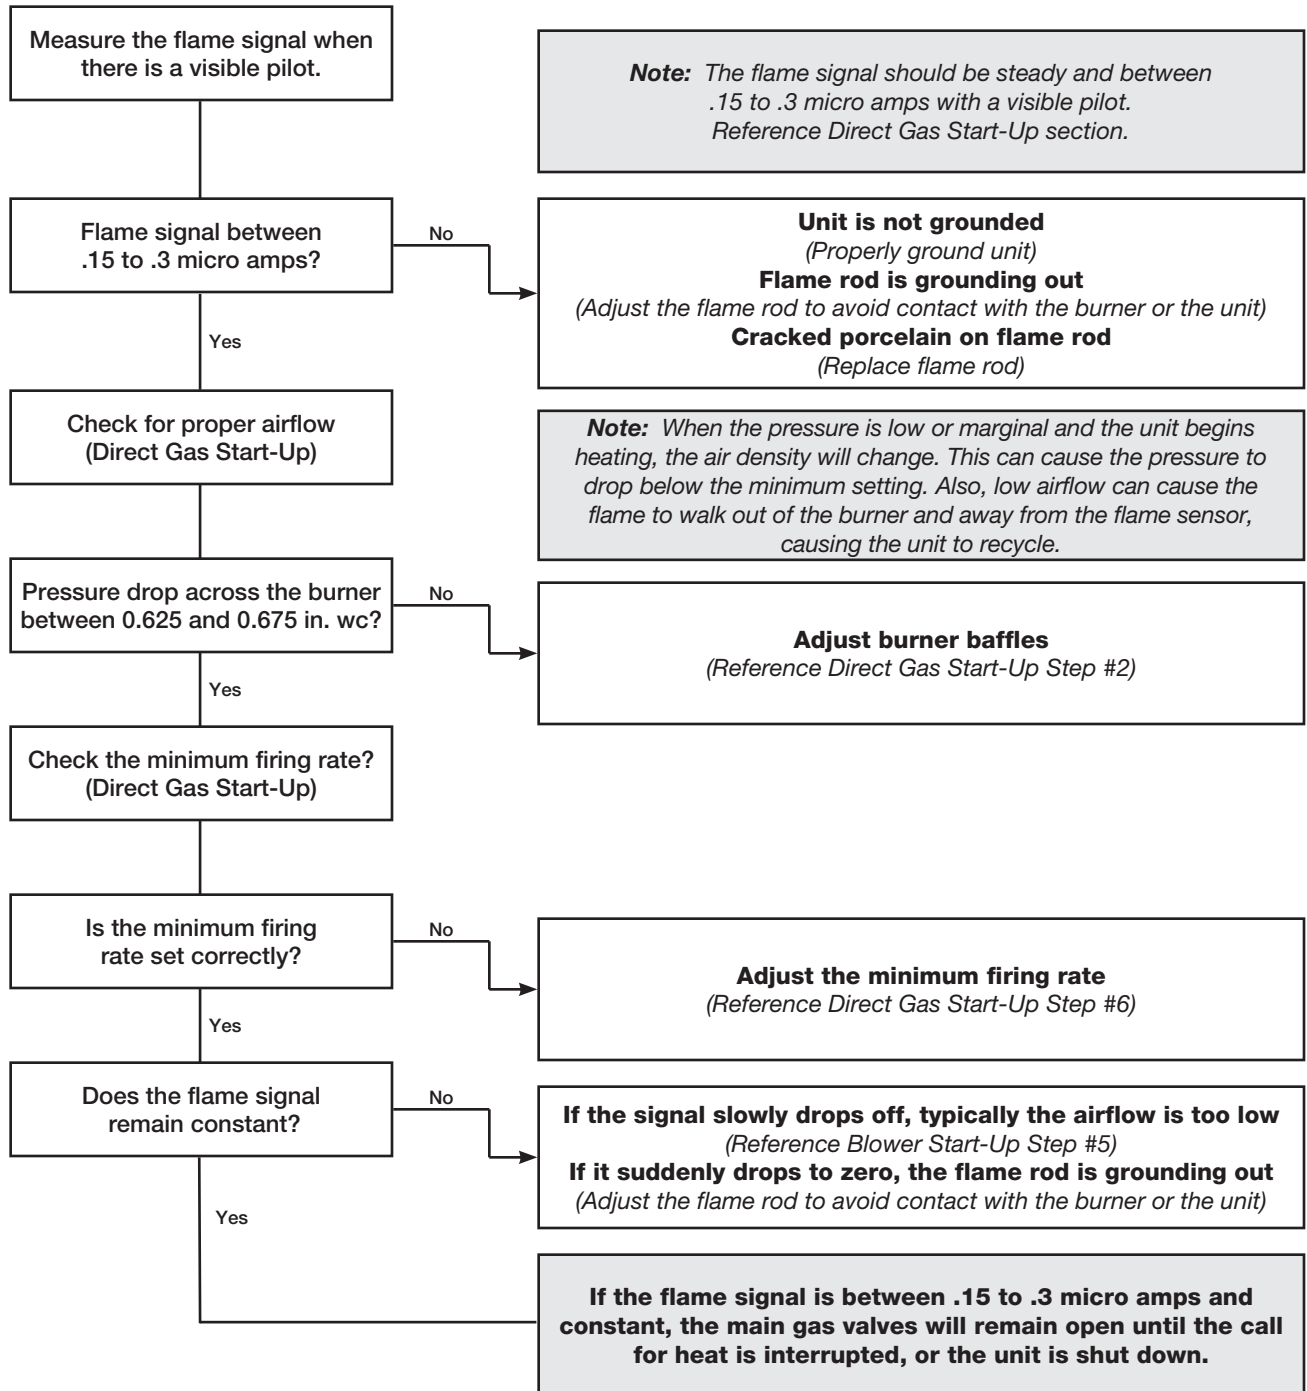 Measure the flame signal when
there is a visible pilot.
Note: The flame signal should be steady and between
.15 to .3 micro amps with a visible pilot.
Reference Direct Gas Start-Up section.
Flame signal between
.15 to .3 micro amps?
No
Unit is not grounded
(Properly ground unit)
Flame rod is grounding out
(Adjust the flame rod to avoid contact with the burner or the unit)
Cracked porcelain on flame rod
(Replace flame rod)
Yes
Check for proper airflow
(Direct Gas Start-Up)
Note: When the pressure is low or marginal and the unit begins
heating, the air density will change. This can cause the pressure to
drop below the minimum setting. Also, low airflow can cause the
flame to walk out of the burner and away from the flame sensor,
causing the unit to recycle.
Pressure drop across the burner
between 0.625 and 0.675 in. wc?
No
Adjust burner baffles
(Reference Direct Gas Start-Up Step #2)
Yes
Check the minimum firing rate?
(Direct Gas Start-Up)
Is the minimum firing
rate set correctly?
No
Adjust the minimum firing rate
(Reference Direct Gas Start-Up Step #6)
Yes
Does the flame signal
remain constant?
No
If the signal slowly drops off, typically the airflow is too low
(Reference Blower Start-Up Step #5)
If it suddenly drops to zero, the flame rod is grounding out
(Adjust the flame rod to avoid contact with the burner or the unit)
Yes
If the flame signal is between .15 to .3 micro amps and
constant, the main gas valves will remain open until the call
for heat is interrupted, or the unit is shut down.